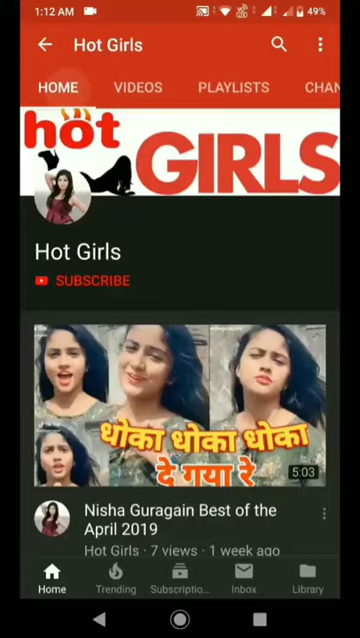 1:12 AM 49%
Hot Girls
HOME VIDEOS PLAYLISTS CHAN
hot
GIRLS
Hot Girls
SUBSCRIBE
धोका धोका धोका
दे गया रे
5:03
Nisha Guragain Best of the
April 2019
Hot Girls · 7 views · 1 week ago
Home Trending Subscriptio... Inbox Library